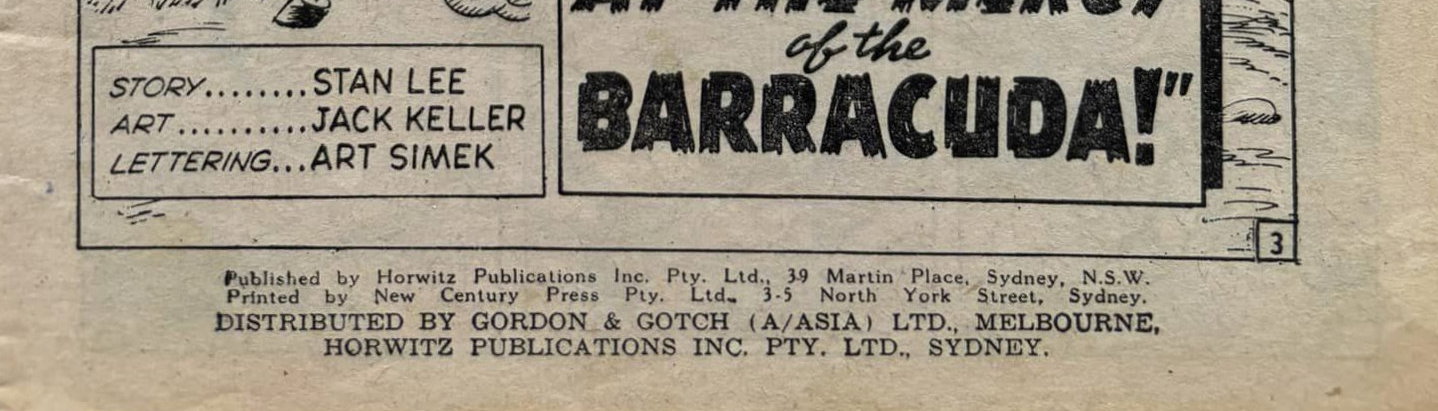 STORY........STAN LEE
ART..........JACK KELLER
LETTERING...ART SIMEK
of the
BARRACUDA!"
3
Published by Horwitz Publications Inc. Pty. Ltd., 39 Martin Place, Sydney, N.S.W.
Printed by New Century Press Pty. Ltd., 3-5 North York Street, Sydney.
DISTRIBUTED BY GORDON & GOTCH (A/ASIA) LTD., MELBOURNE,
HORWITZ PUBLICATIONS INC. PTY. LTD., SYDNEY.